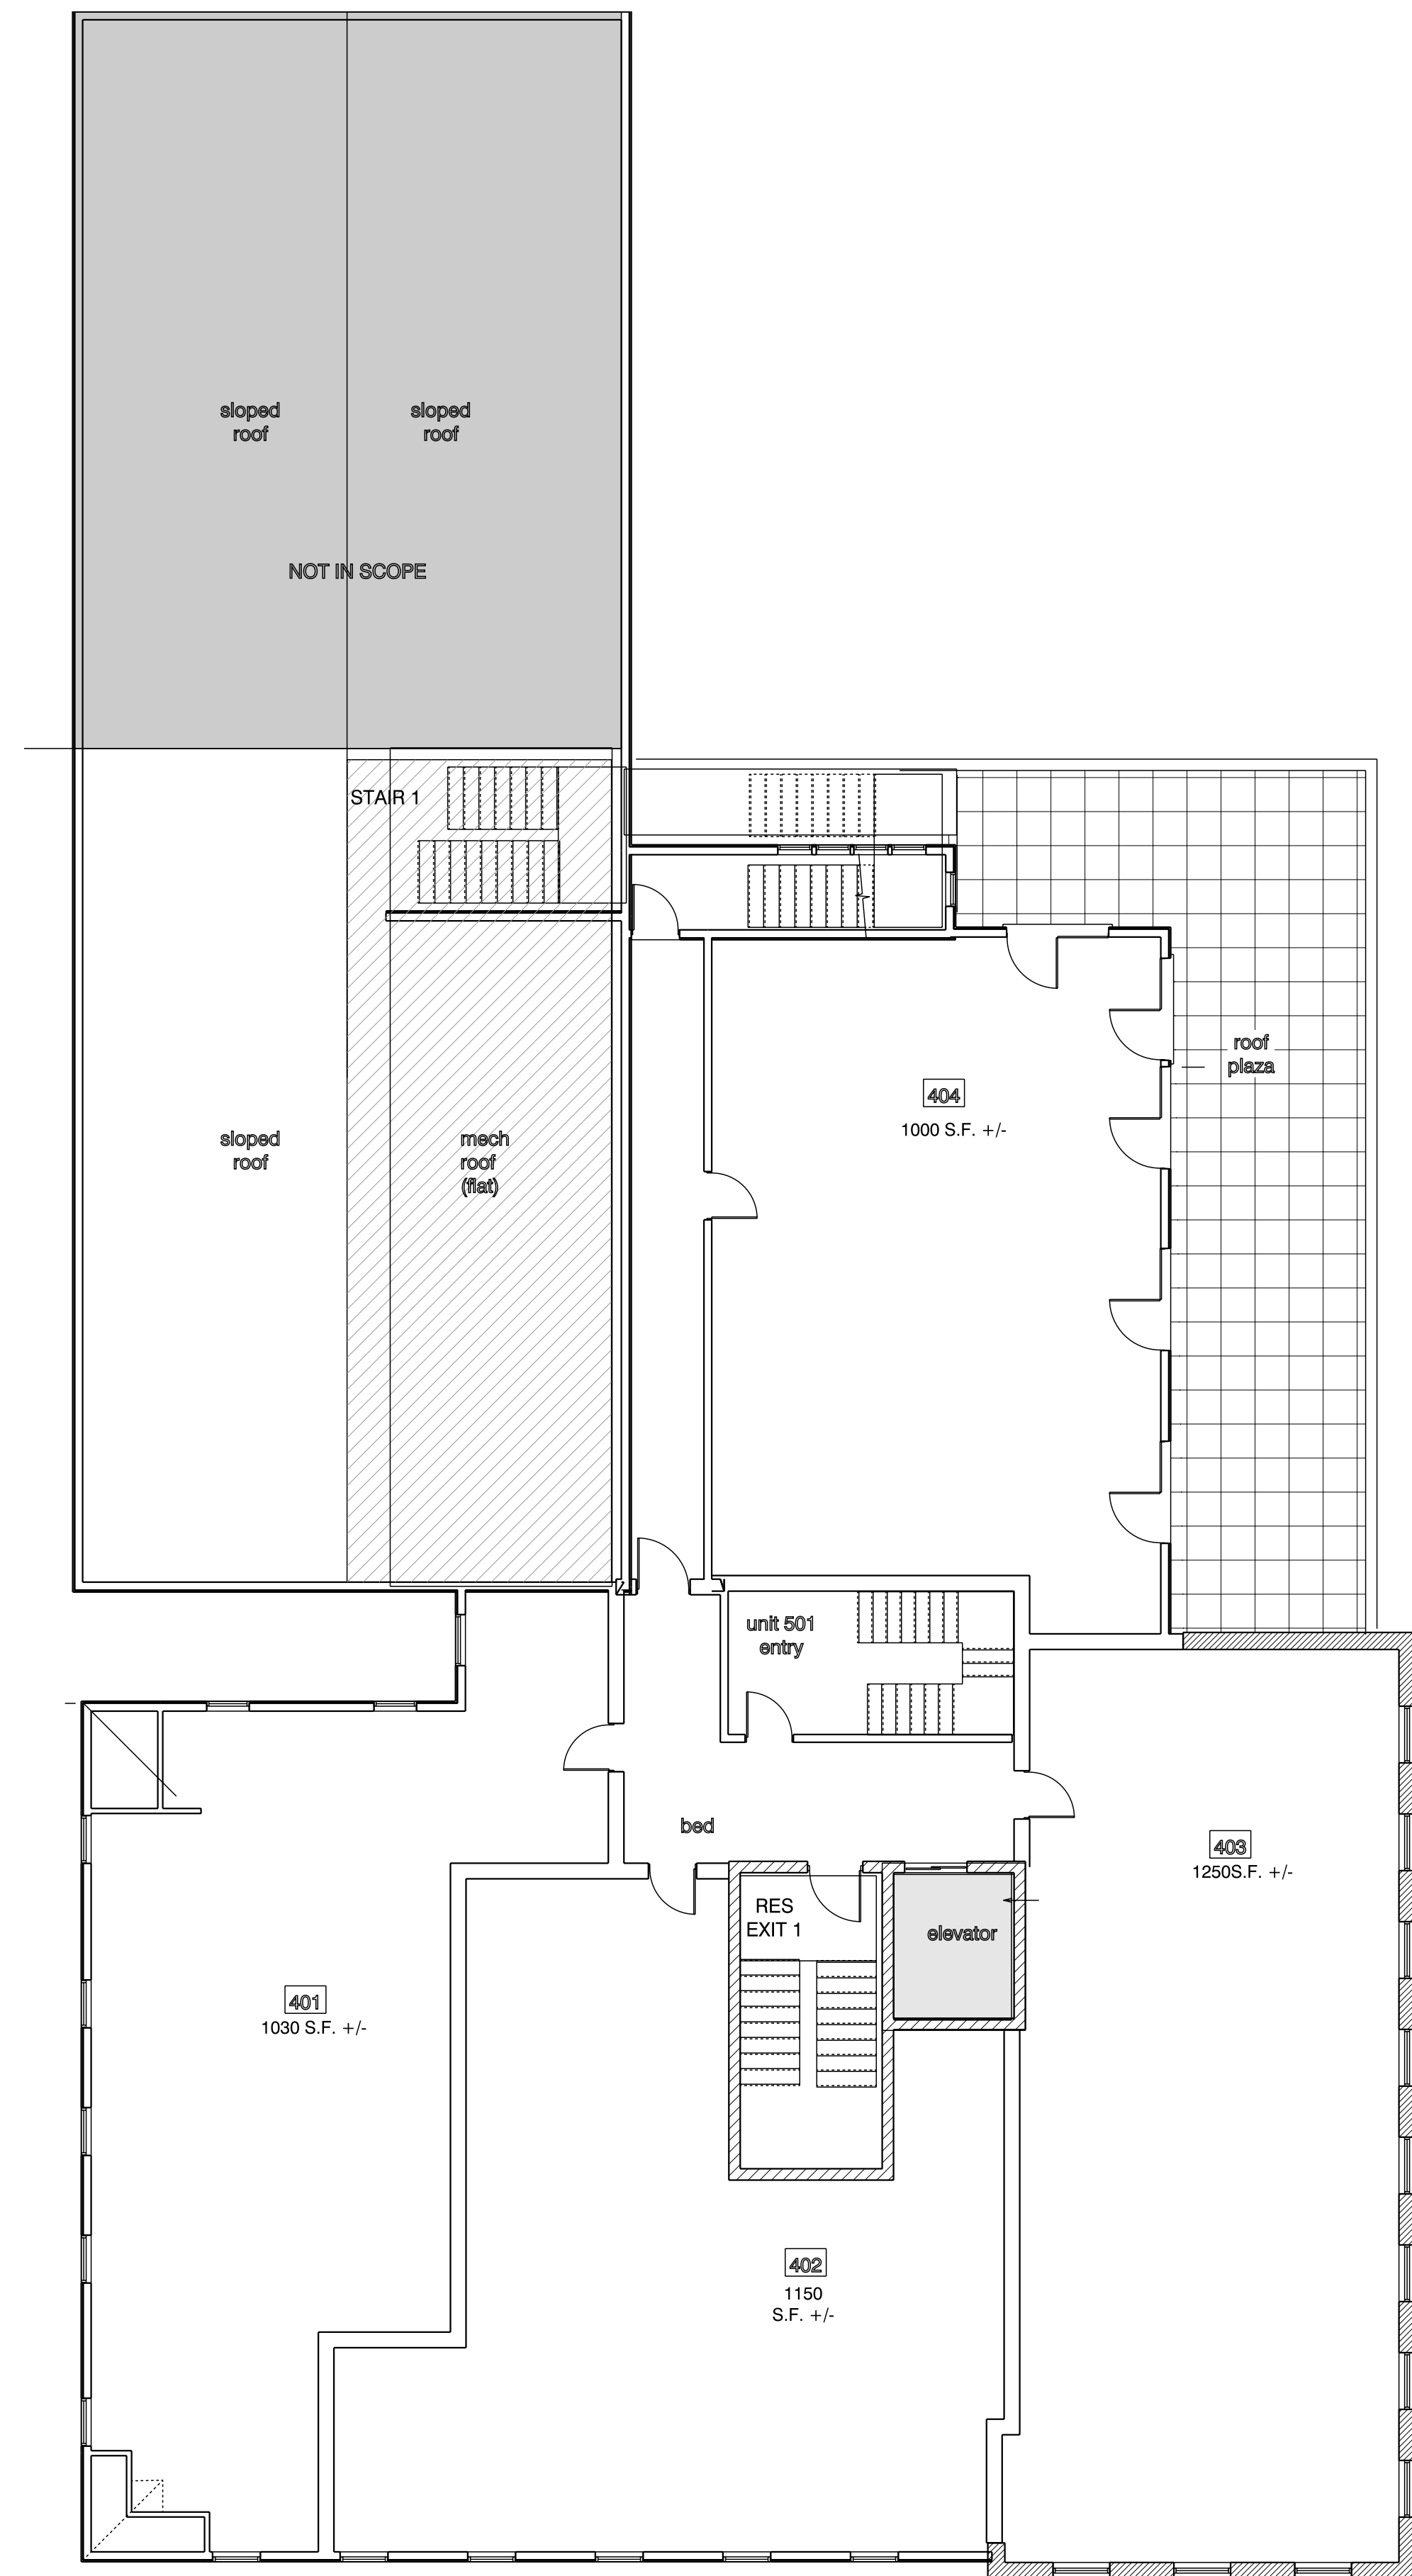 sloped
roof
sloped
roof
NOT IN SCOPE
STAIR 1
roof
plaza
404
1000 S.F. +/-
sloped
roof
mech
roof
(flat)
unit 501
entry
bed
403
1250S.F. +/-
RES
EXIT 1
elevator
401
1030 S.F. +/-
402
1150
S.F. +/-